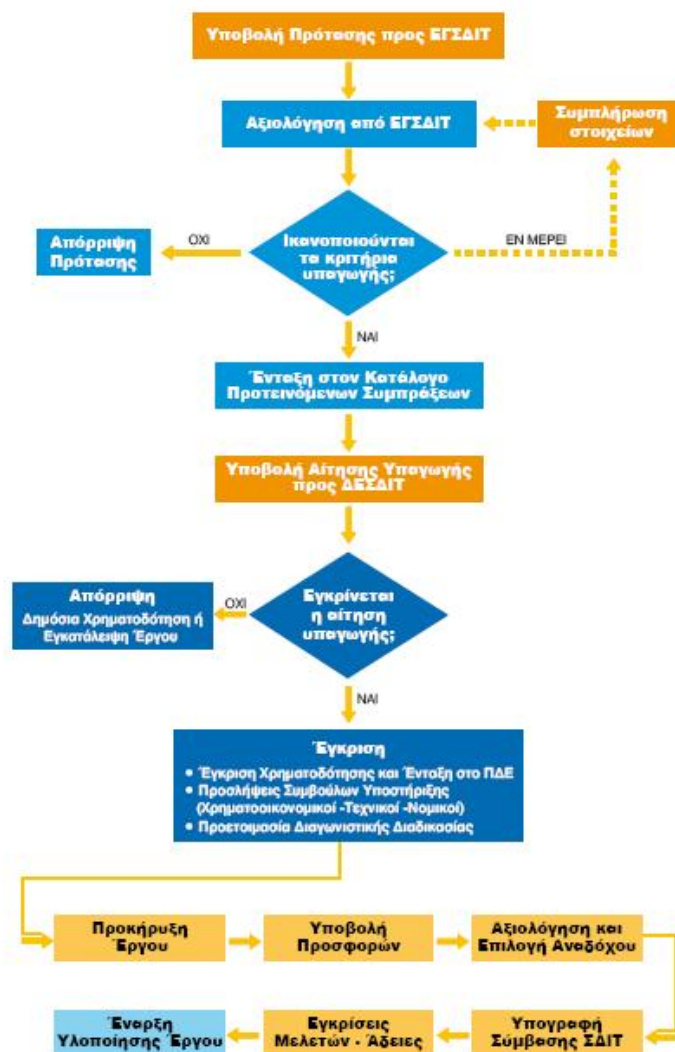 Υποβολή Πρότασης προς ΕΓΣΔΙΤ
Αξιολόγηση από ΕΓΣΔΙΤ
Συμπλήρωση
στοιχείων
Ικανοποιούνται
τα κριτήρια
υπαγωγής;
ΟΧΙ
Απόρριψη
Πρότασης
ΕΝ ΜΕΡΕΙ
ΝΑΙ
Ένταξη στον Κατάλογο
Προτεινόμενων Συμπράξεων
Υποβολή Αίτησης Υπαγωγής
προς ΔΕΣΔΙΤ
Εγκρίνεται
η αίτηση
υπαγωγής;
ΟΧΙ
Απόρριψη
Δημόσια Χρηματοδότηση ή
Εγκατάλειψη Έργου
ΝΑΙ
Έγκριση
• Έγκριση Χρηματοδότησης και Ένταξη στο ΠΔΕ
• Προσλήψεις Συμβούλων Υποστήριξης
(Χρηματοοικονομικοί -Τεχνικοί -Νομικοί)
• Προετοιμασία Διαγωνιστικής Διαδικασίας
Προκήρυξη
Έργου
Υποβολή
Προσφορών
Αξιολόγηση και
Επιλογή Αναδόχου
Υπογραφή
Σύμβασης ΣΔΙΤ
Εγκρίσεις
Μελετών - Άδειες
Έναρξη
Υλοποίησης Έργου